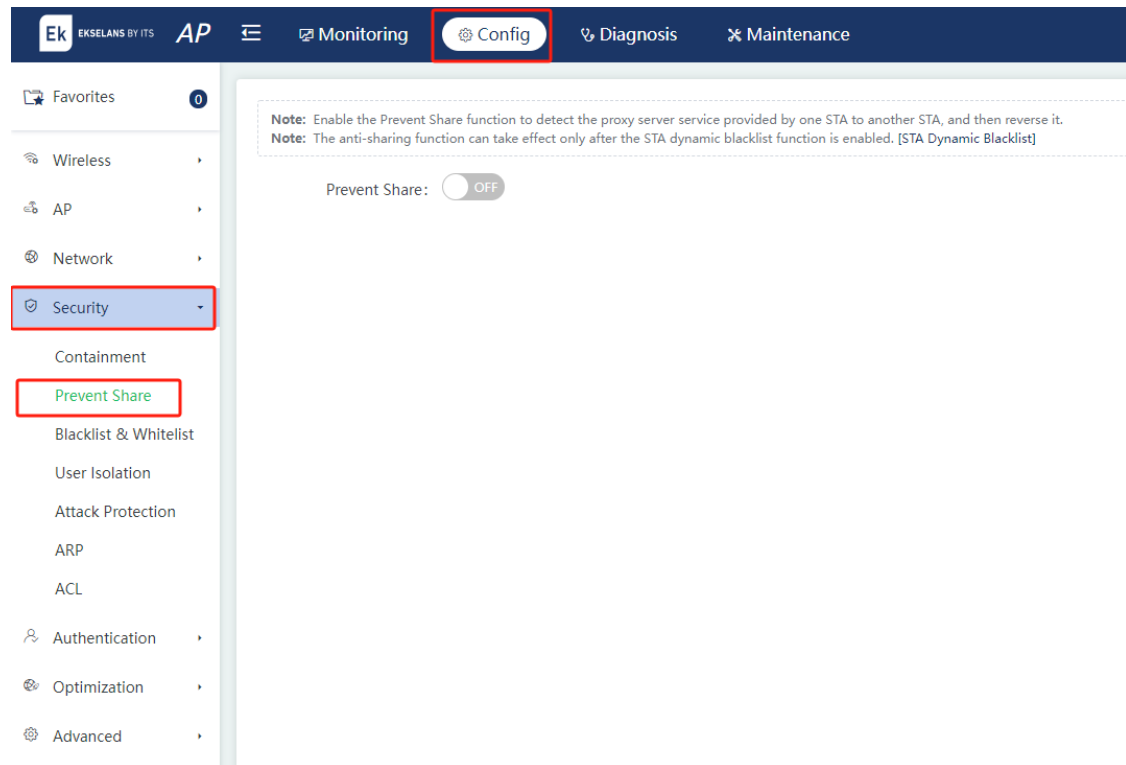 Ek EKSELANS BY ITS AP Monitoring Config Diagnosis Maintenance
Favorites 0
Note: Enable the Prevent Share function to detect the proxy server service provided by one STA to another STA, and then reverse it.
Note: The anti-sharing function can take effect only after the STA dynamic blacklist function is enabled. [STA Dynamic Blacklist]
Wireless
Prevent Share: OFF
AP
Network
Security
Containment
Prevent Share
Blacklist & Whitelist
User Isolation
Attack Protection
ARP
ACL
Authentication
Optimization
Advanced